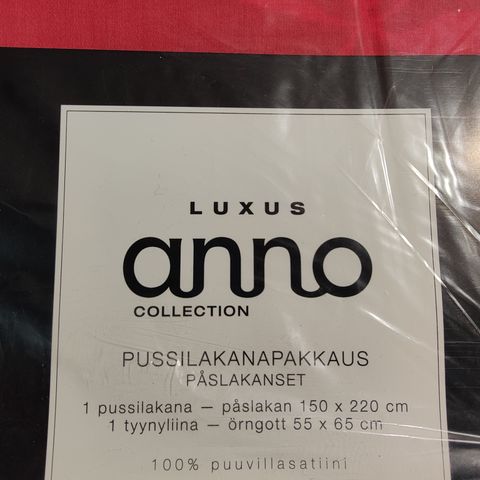 LUXUS
anno
COLLECTION
PUSSILAKANAPAKKAUS
PÅSLAKANSET
1 pussilakana — påslakan 150 x 220 cm
1 tyynyliina — örngott 55 x 65 cm
100% puuvillasatiini